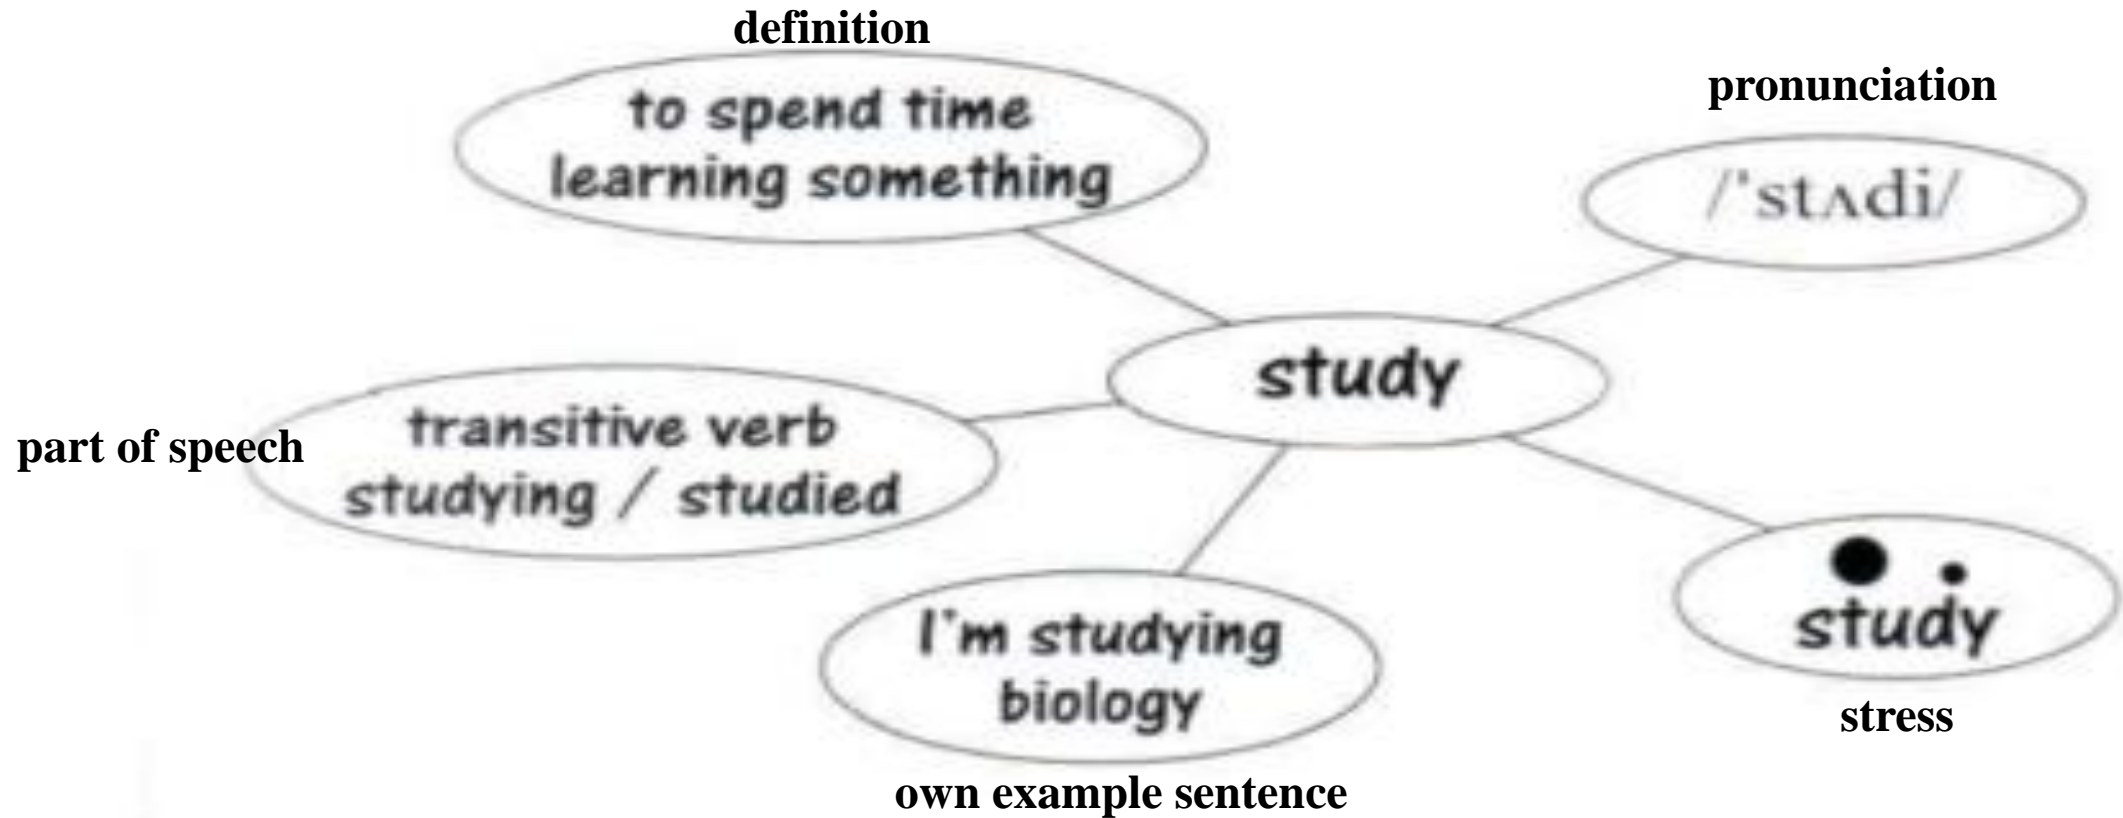 definition
to spend time
learning something
pronunciation
/ˈstʌdi/
study
part of speech
transitive verb
studying / studied
I'm studying
biology
own example sentence
study
stress